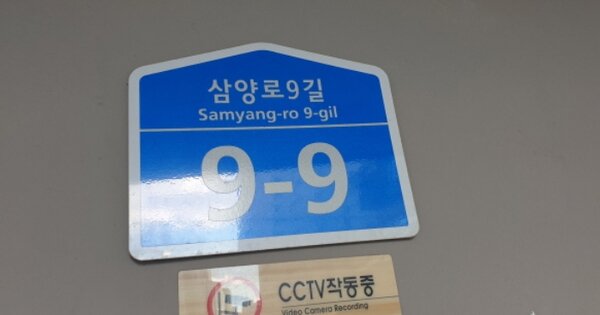 삼양로9길
Samyang-ro 9-gil
9-9
CCTV작동중
Video Camera Recording